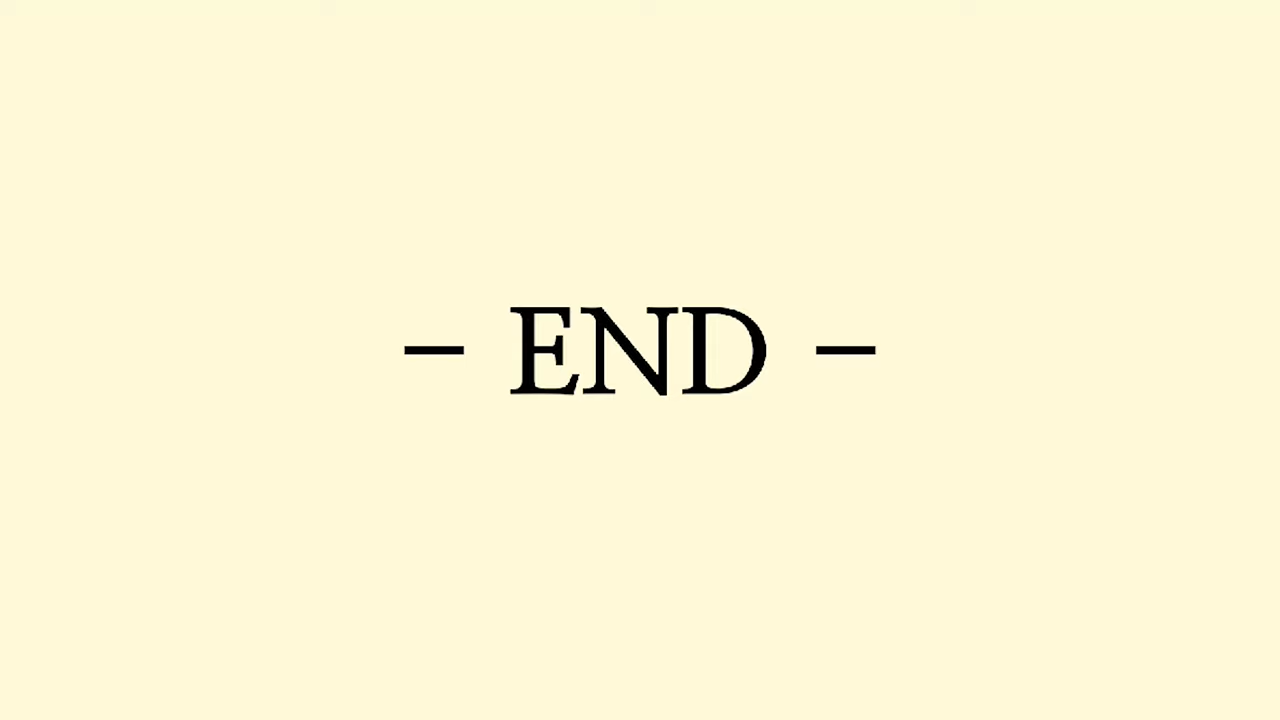 – END –